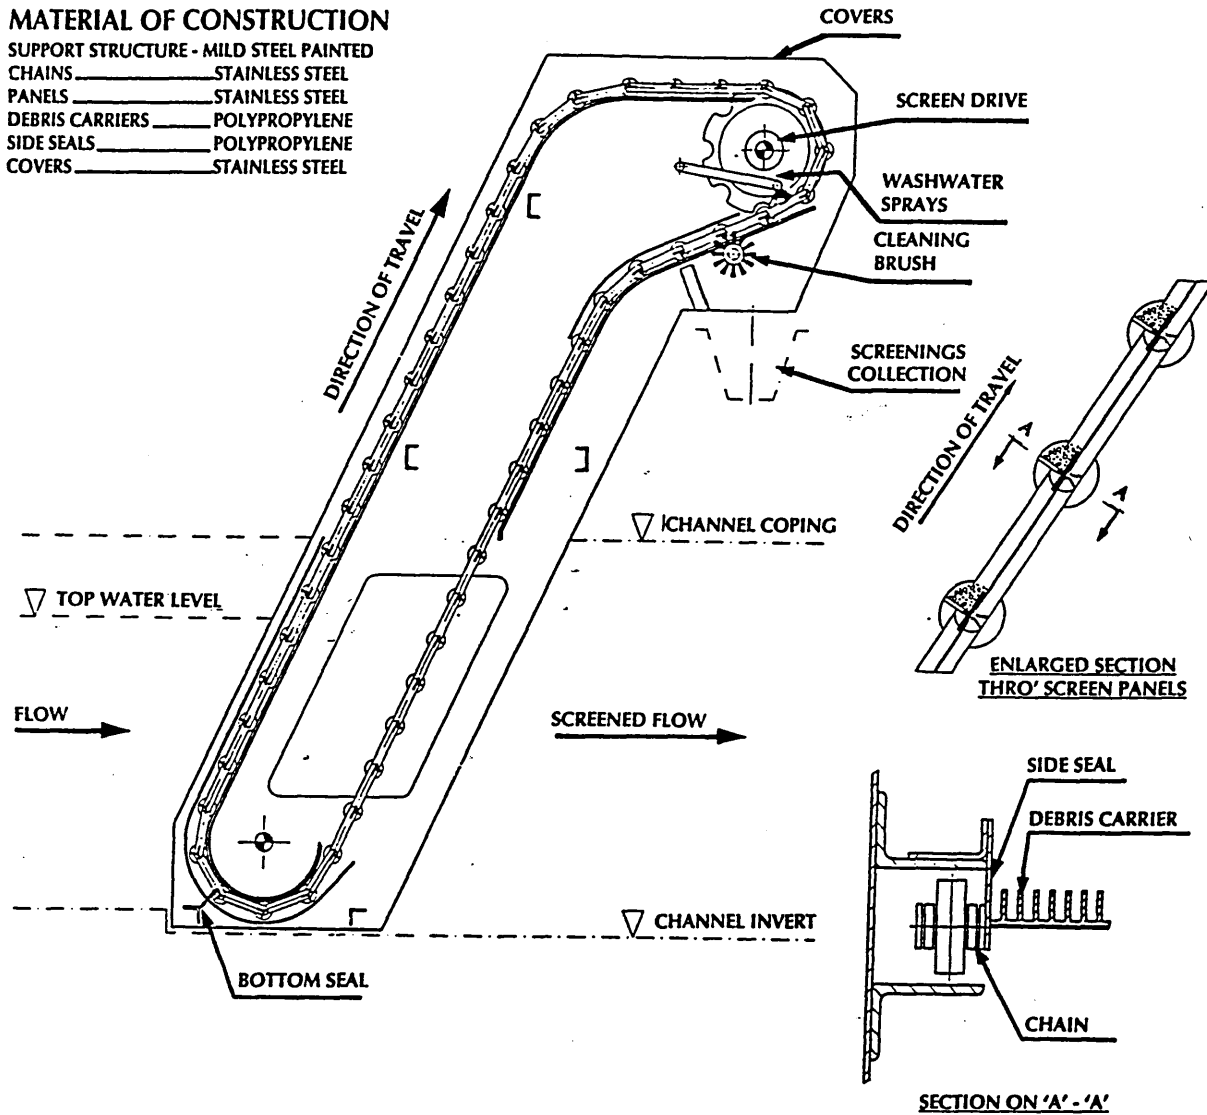 MATERIAL OF CONSTRUCTION
SUPPORT STRUCTURE - MILD STEEL PAINTED
CHAINS STAINLESS STEEL
PANELS STAINLESS STEEL
DEBRIS CARRIERS POLYPROPYLENE
SIDE SEALS POLYPROPYLENE
COVERS STAINLESS STEEL
COVERS
SCREEN DRIVE
WASHWATER
SPRAYS
CLEANING
BRUSH
DIRECTION OF TRAVEL
SCREENINGS
COLLECTION
DIRECTION OF TRAVEL
A
A
CHANNEL COPING
TOP WATER LEVEL
ENLARGED SECTION
THRO' SCREEN PANELS
FLOW
SCREENED FLOW
SIDE SEAL
DEBRIS CARRIER
CHANNEL INVERT
BOTTOM SEAL
CHAIN
SECTION ON 'A' - 'A'